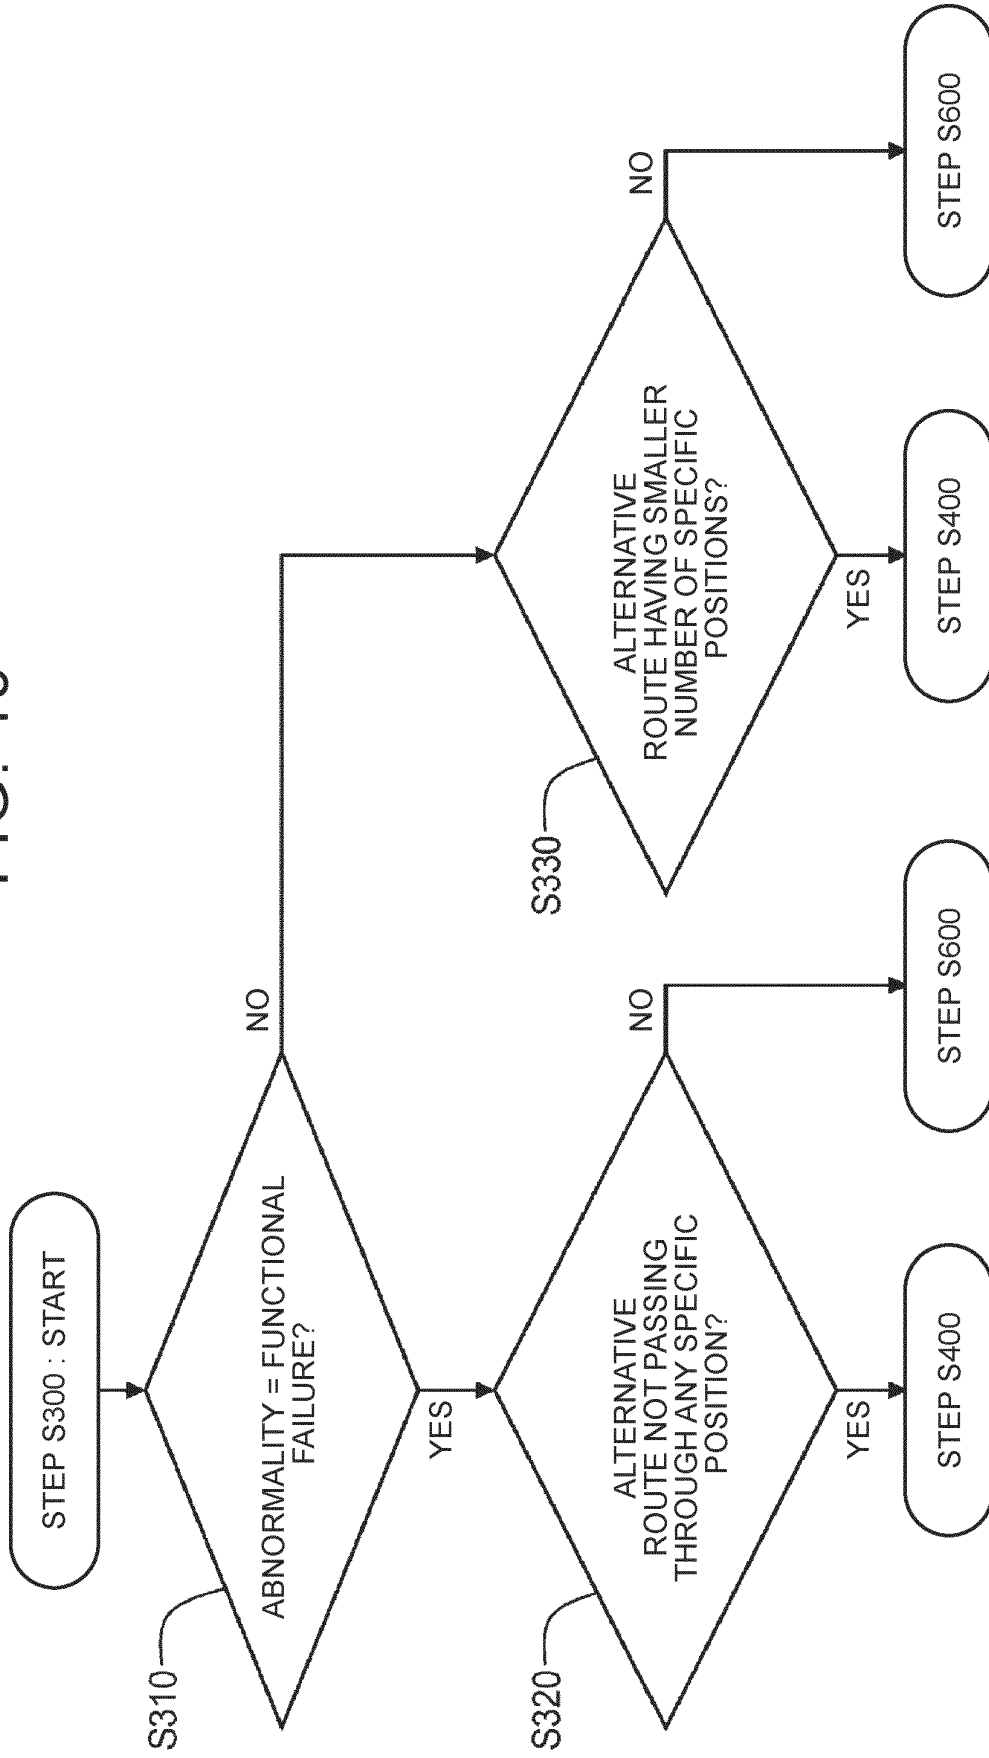 STEP S300 : START
S310
ABNORMALITY = FUNCTIONAL
FAILURE?
NO
YES
S320
ALTERNATIVE
ROUTE NOT PASSING
THROUGH ANY SPECIFIC
POSITION?
NO
YES
S330
ALTERNATIVE
ROUTE HAVING SMALLER
NUMBER OF SPECIFIC
POSITIONS?
NO
YES
STEP S400
STEP S600
STEP S400
STEP S600